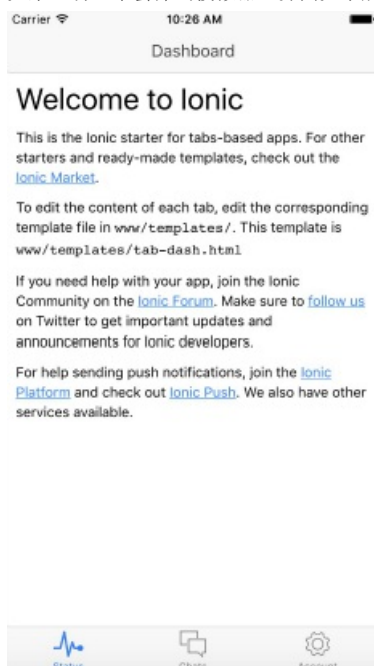 Carrier 10:26 AM
Dashboard
Welcome to Ionic
This is the Ionic starter for tabs-based apps. For other
starters and ready-made templates, check out the
Ionic Market.
To edit the content of each tab, edit the corresponding
template file in www/templates/. This template is
www/templates/tab-dash.html
If you need help with your app, join the Ionic
Community on the Ionic Forum. Make sure to follow us
on Twitter to get important updates and
announcements for Ionic developers.
For help sending push notifications, join the Ionic
Platform and check out Ionic Push. We also have other
services available.
Status Chats Account